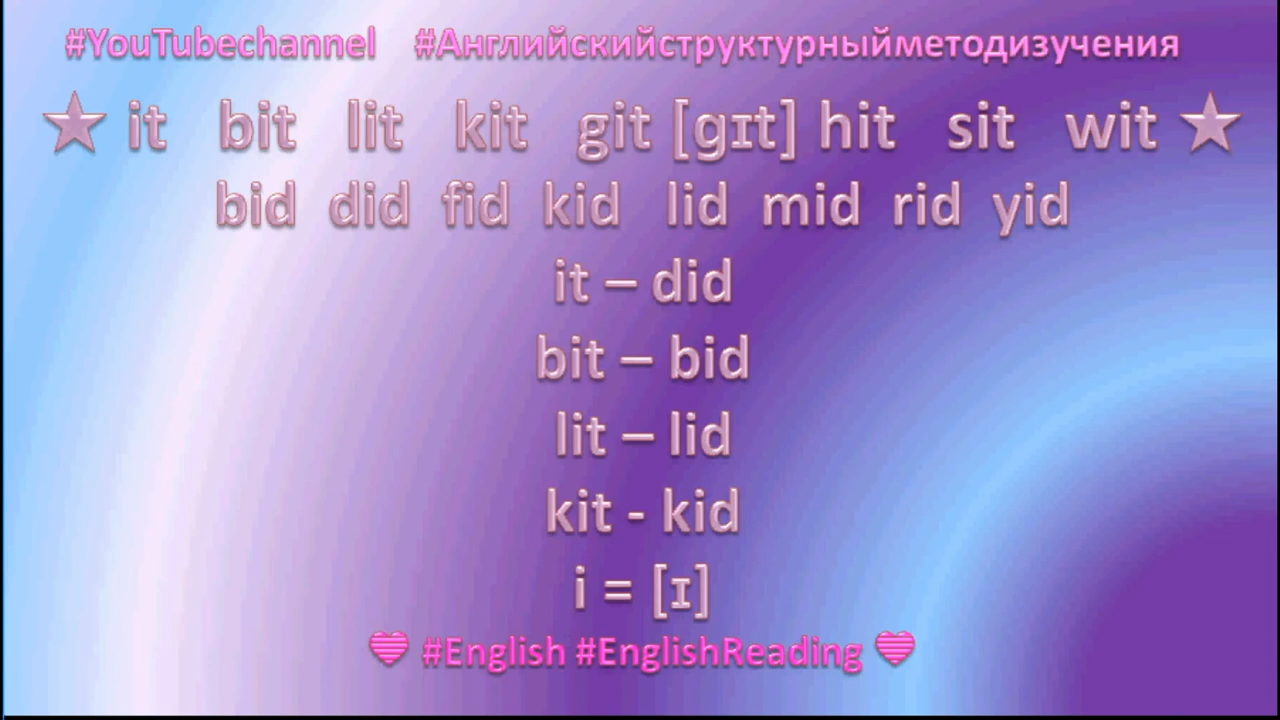 #YouTubechannel #Английскийструктурныйметодизучения
★ it bit lit kit git [gɪt] hit sit wit ★
bid did fid kid lid mid rid yid
it – did
bit – bid
lit – lid
kit - kid
i = [ɪ]
♥ #English #EnglishReading ♥